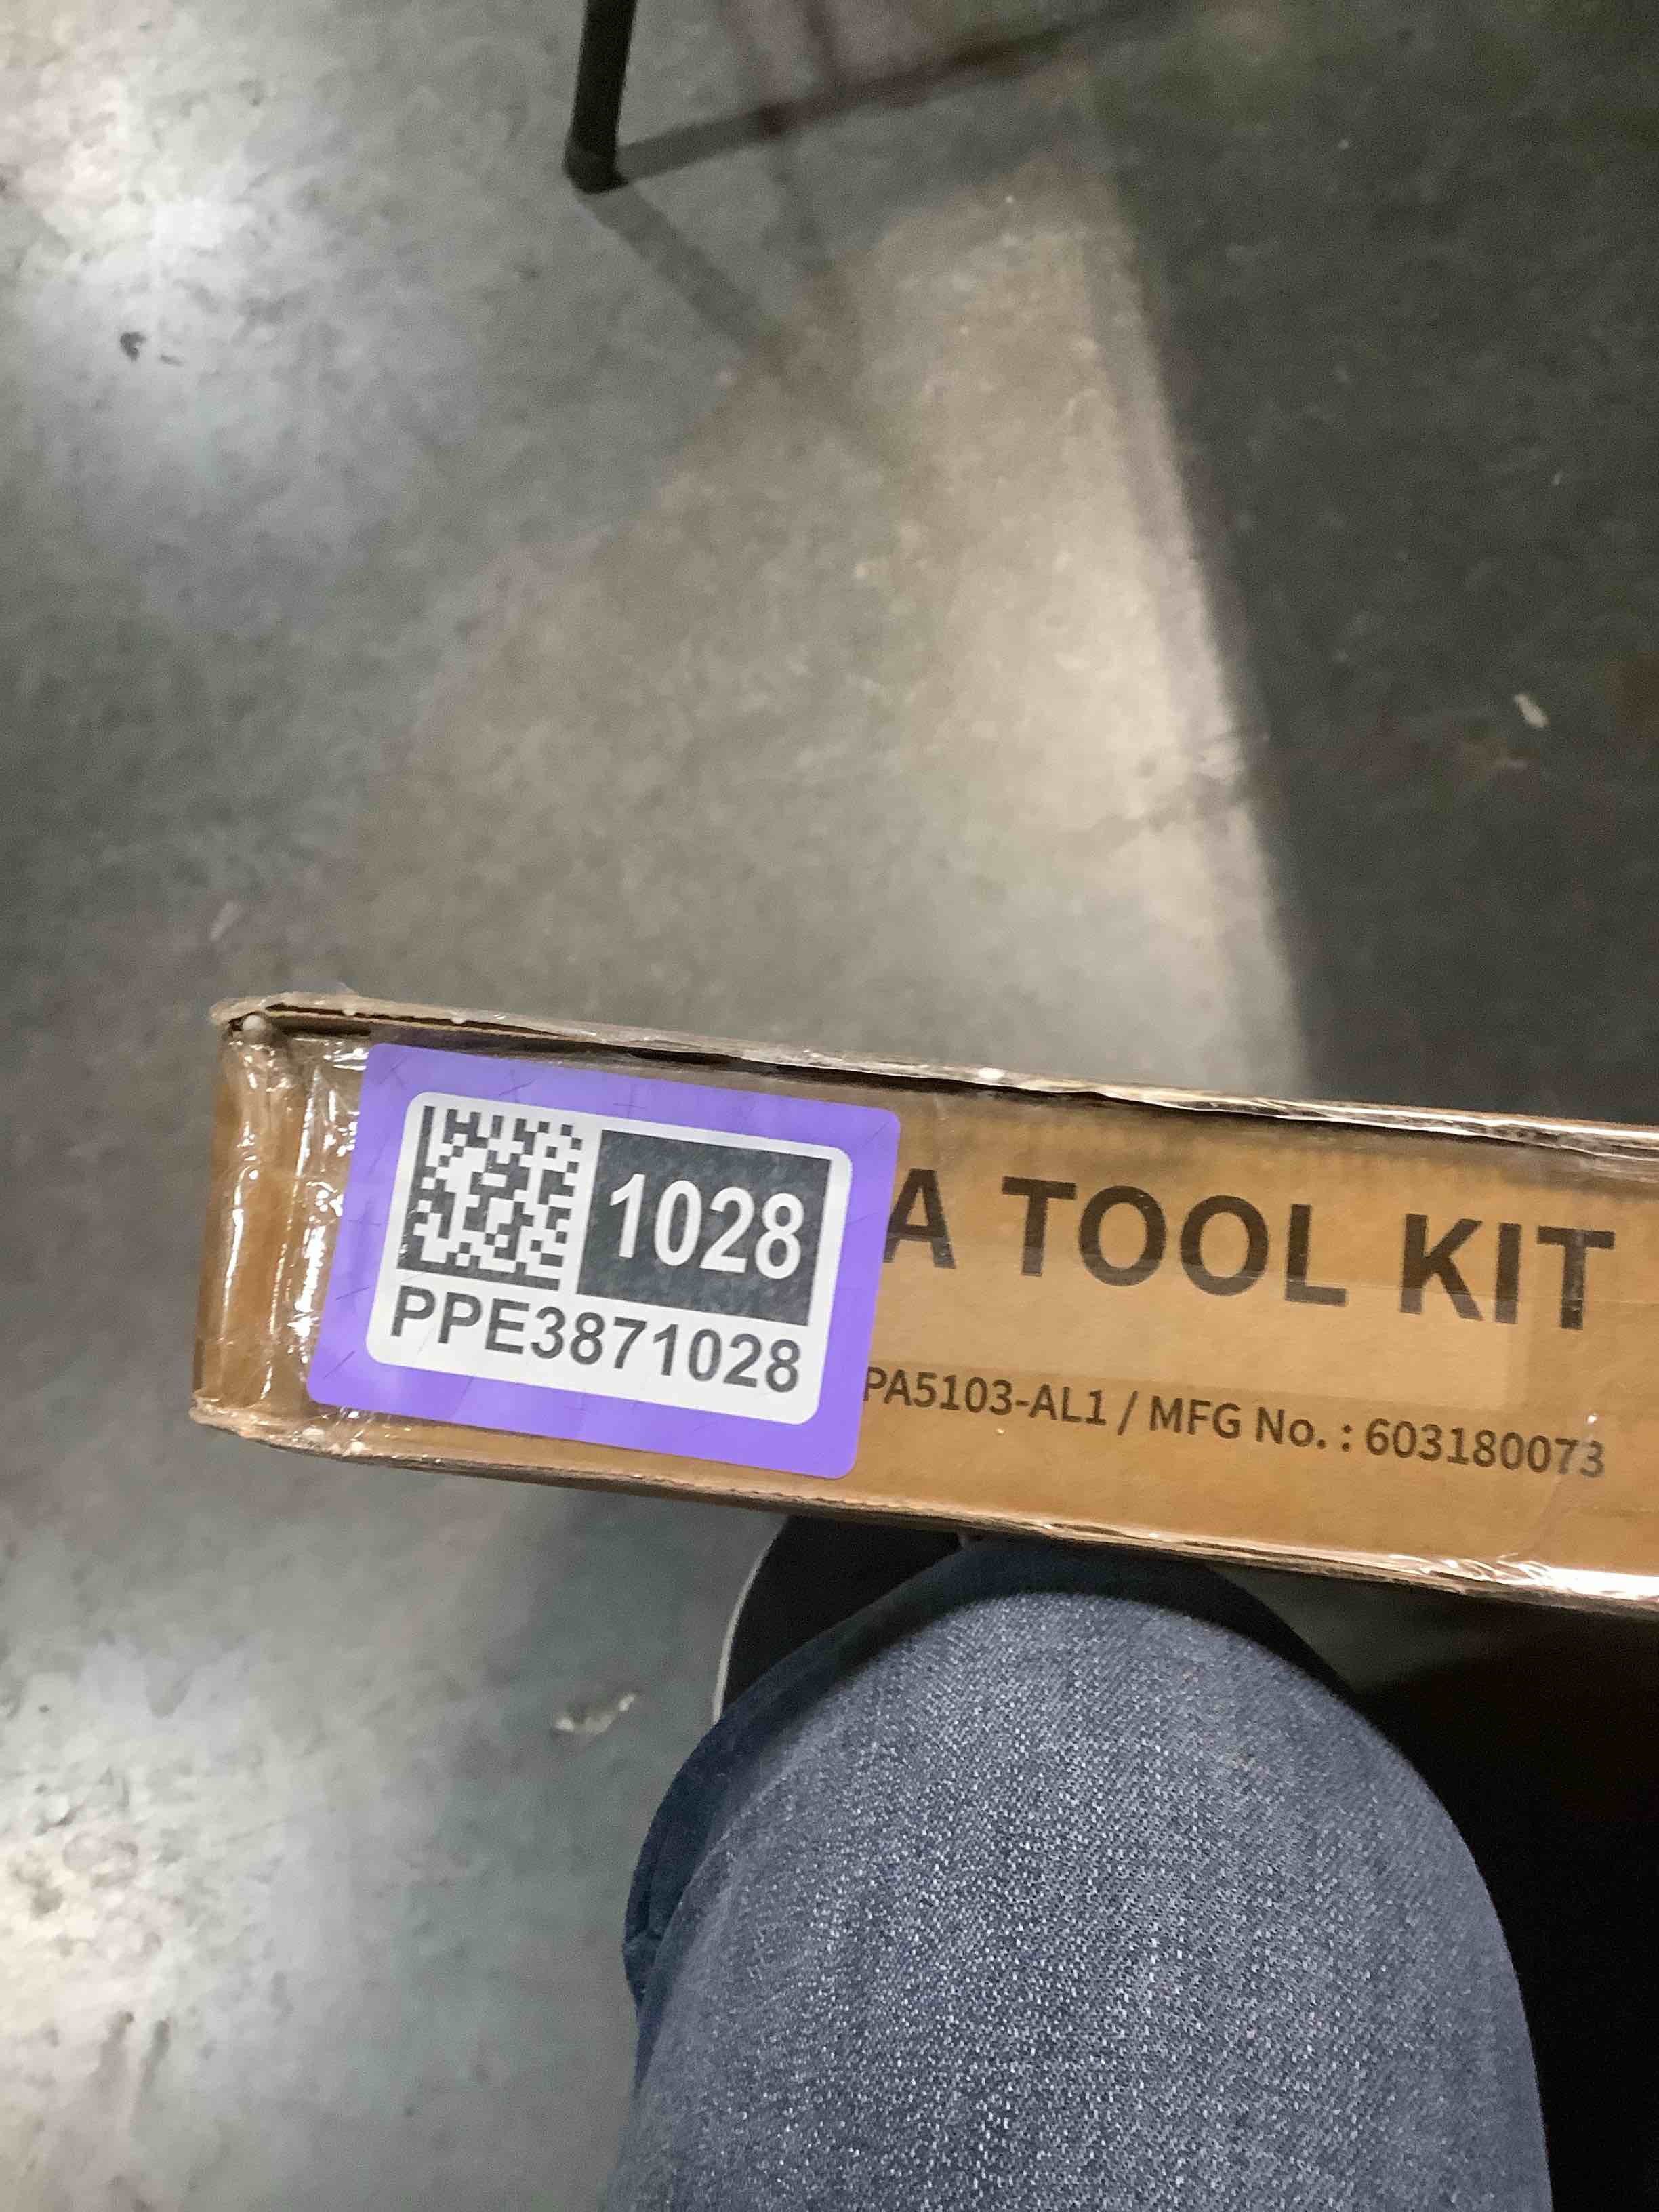 1028
PPE3871028
A TOOL KIT
PA5103-AL1 / MFG No. : 603180073